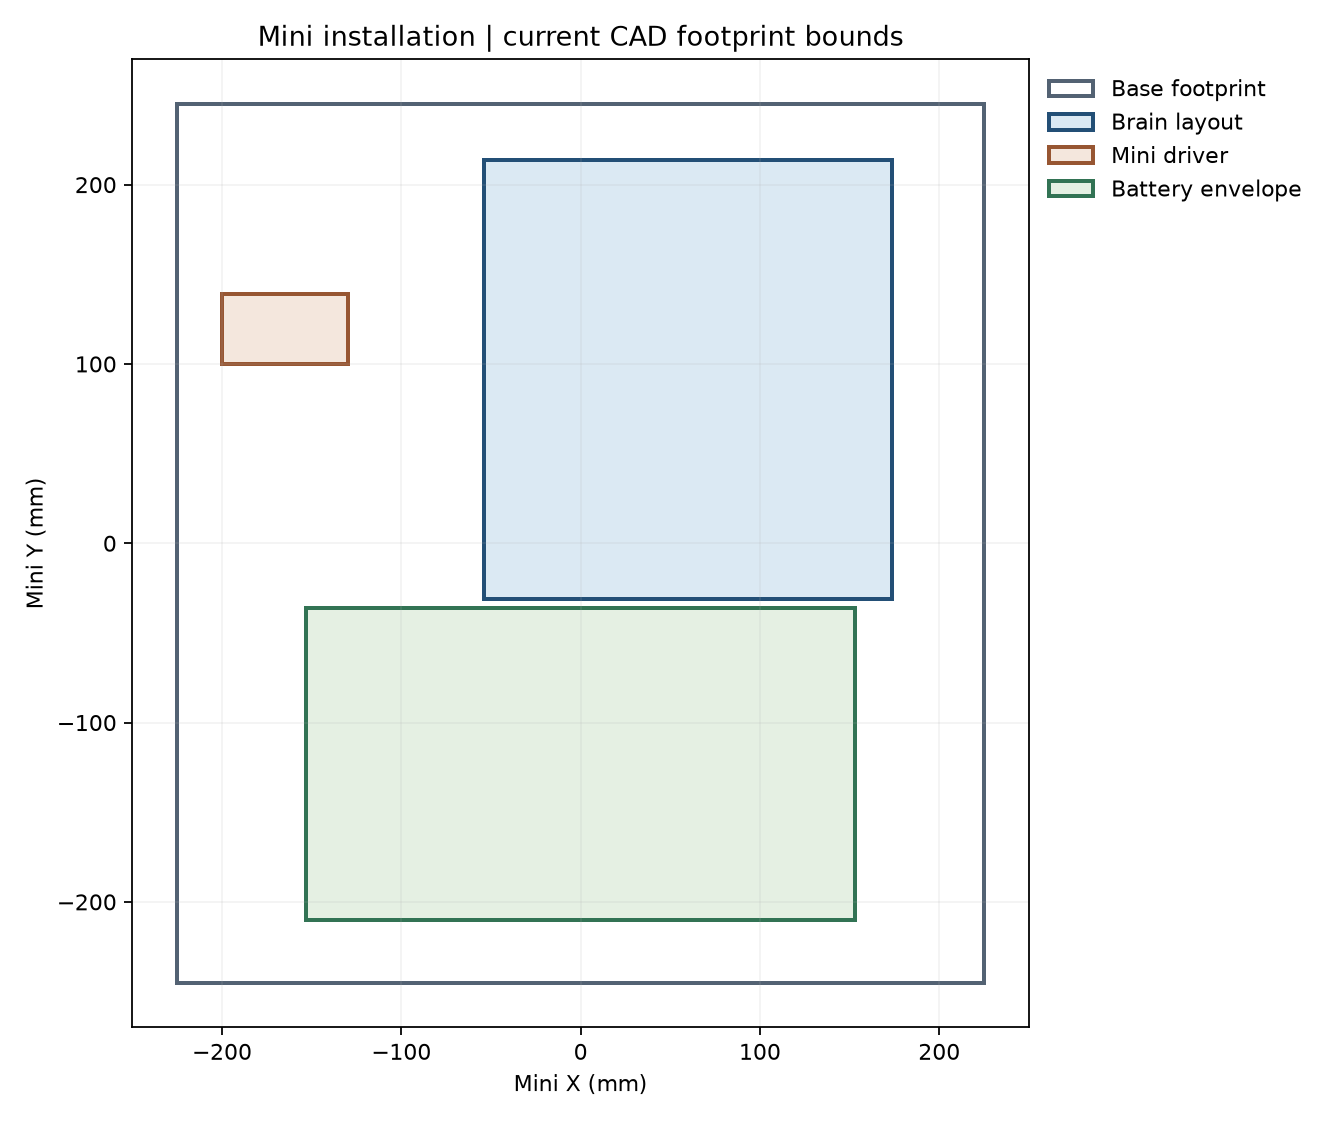 Mini installation | current CAD footprint bounds
Base footprint
Brain layout
Mini driver
Battery envelope
200
100
0
−100
−200
Mini Y (mm)
−200
−100
0
100
200
Mini X (mm)